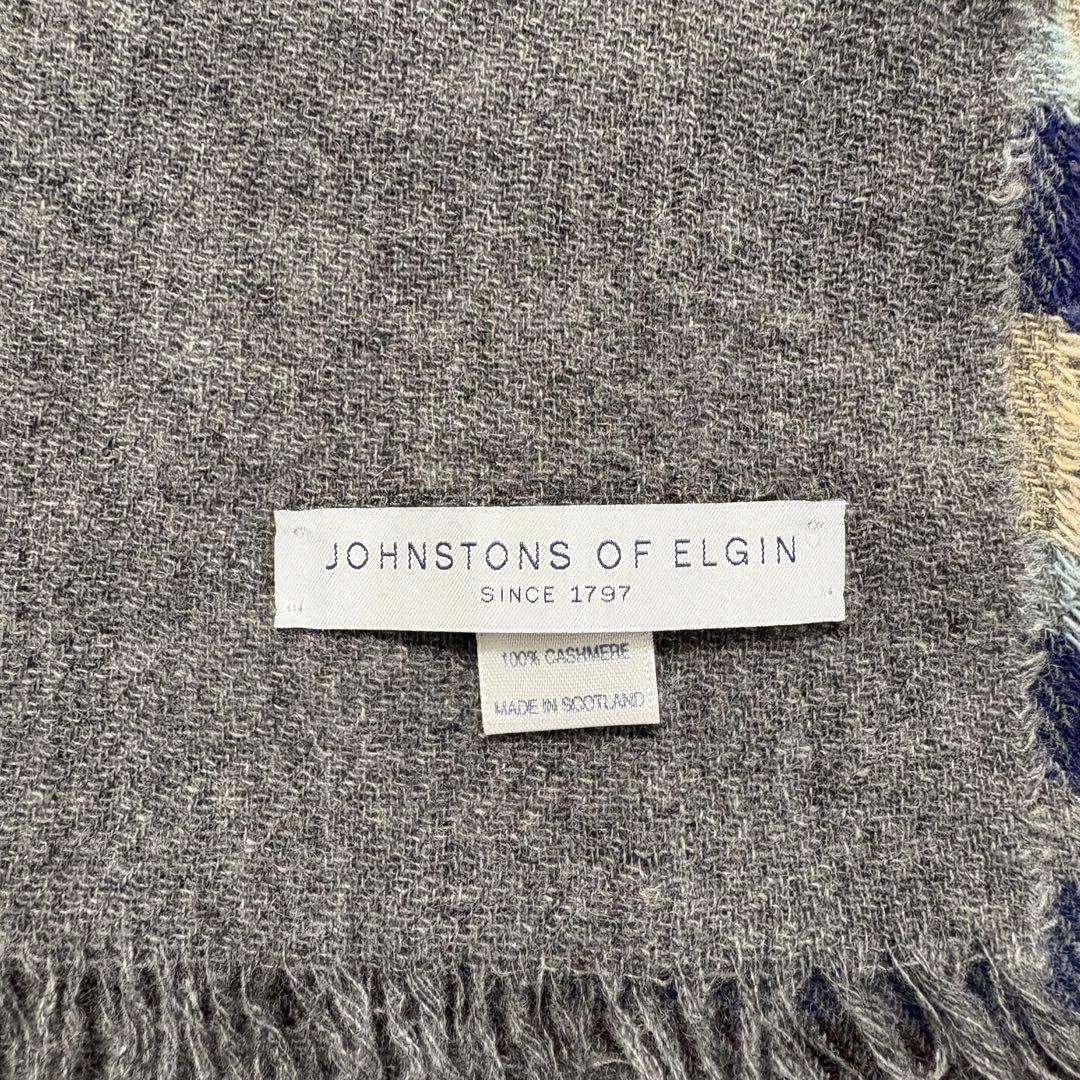 JOHNSTONS OF ELGIN
SINCE 1797
100% CASHMERE
MADE IN SCOTLAND